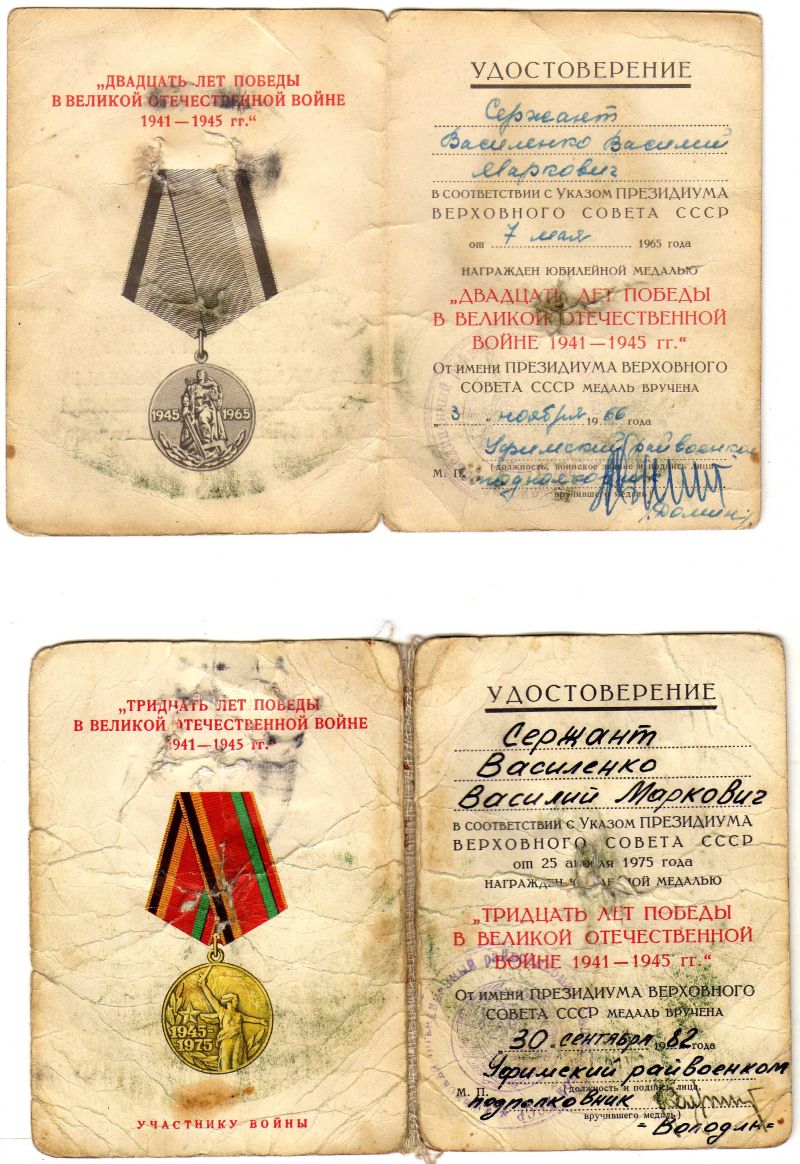 „ДВАДЦАТЬ ЛЕТ ПОБЕДЫ
В ВЕЛИКОЙ ОТЕЧЕСТВЕННОЙ ВОЙНЕ
1941—1945 гг.“
1945 1965
УДОСТОВЕРЕНИЕ
Сержант
Василенко Василий
Маркович
В СООТВЕТСТВИИ С УКАЗОМ ПРЕЗИДИУМА
ВЕРХОВНОГО СОВЕТА СССР
от 7 мая 1965 года
НАГРАЖДЕН ЮБИЛЕЙНОЙ МЕДАЛЬЮ
„ДВАДЦАТЬ ЛЕТ ПОБЕДЫ
В ВЕЛИКОЙ ОТЕЧЕСТВЕННОЙ
ВОЙНЕ 1941—1945 гг.“
От имени ПРЕЗИДИУМА ВЕРХОВНОГО
СОВЕТА СССР МЕДАЛЬ ВРУЧЕНА
„3„ ноября 1966 года
Уфимский райвоенком
М. П. (должность, воинское звание и подпись лица,
подполковник
вручившего медаль)
„ТРИДЦАТЬ ЛЕТ ПОБЕДЫ
В ВЕЛИКОЙ ОТЕЧЕСТВЕННОЙ ВОЙНЕ
1941—1945 гг.“
1945-
1975
УЧАСТНИКУ ВОЙНЫ
УДОСТОВЕРЕНИЕ
Сержант
Василенко
Василий Маркович
В СООТВЕТСТВИИ С УКАЗОМ ПРЕЗИДИУМА
ВЕРХОВНОГО СОВЕТА СССР
от 25 апреля 1975 года
НАГРАЖДЕН ЮБИЛЕЙНОЙ МЕДАЛЬЮ
„ТРИДЦАТЬ ЛЕТ ПОБЕДЫ
В ВЕЛИКОЙ ОТЕЧЕСТВЕННОЙ
ВОЙНЕ 1941—1945 гг.“
От имени ПРЕЗИДИУМА ВЕРХОВНОГО
СОВЕТА СССР МЕДАЛЬ ВРУЧЕНА
30 сентября 1982 года
Уфимский райвоенком
М. П. (должность и подпись лица,
подполковник
вручившего медаль)
=Володин=